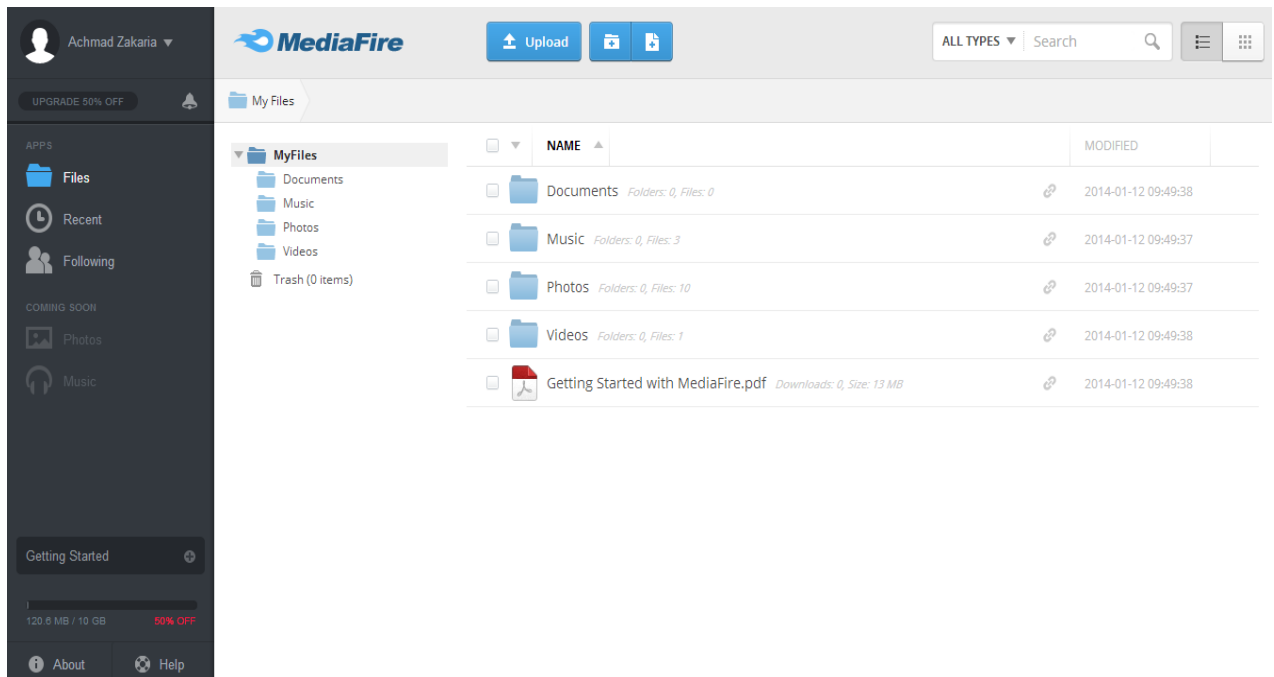 Achmad Zakaria
MediaFire
Upload
ALL TYPES
Search
UPGRADE 50% OFF
My Files
APPS
Files
Recent
Following
COMING SOON
Photos
Music
Getting Started
120.6 MB / 10 GB
50% OFF
About
Help
MyFiles
Documents
Music
Photos
Videos
Trash (0 items)
NAME
MODIFIED
Documents Folders: 0, Files: 0 2014-01-12 09:49:38
Music Folders: 0, Files: 3 2014-01-12 09:49:37
Photos Folders: 0, Files: 10 2014-01-12 09:49:37
Videos Folders: 0, Files: 1 2014-01-12 09:49:38
Getting Started with MediaFire.pdf Downloads: 0, Size: 13 MB 2014-01-12 09:49:38